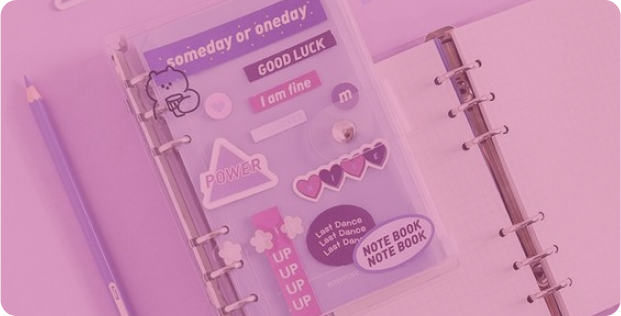 someday or oneday
GOOD LUCK
I am fine
m
POWER
Last Dance
Last Dance
Last Dance
NOTE BOOK
NOTE BOOK
UP
UP
UP
UP